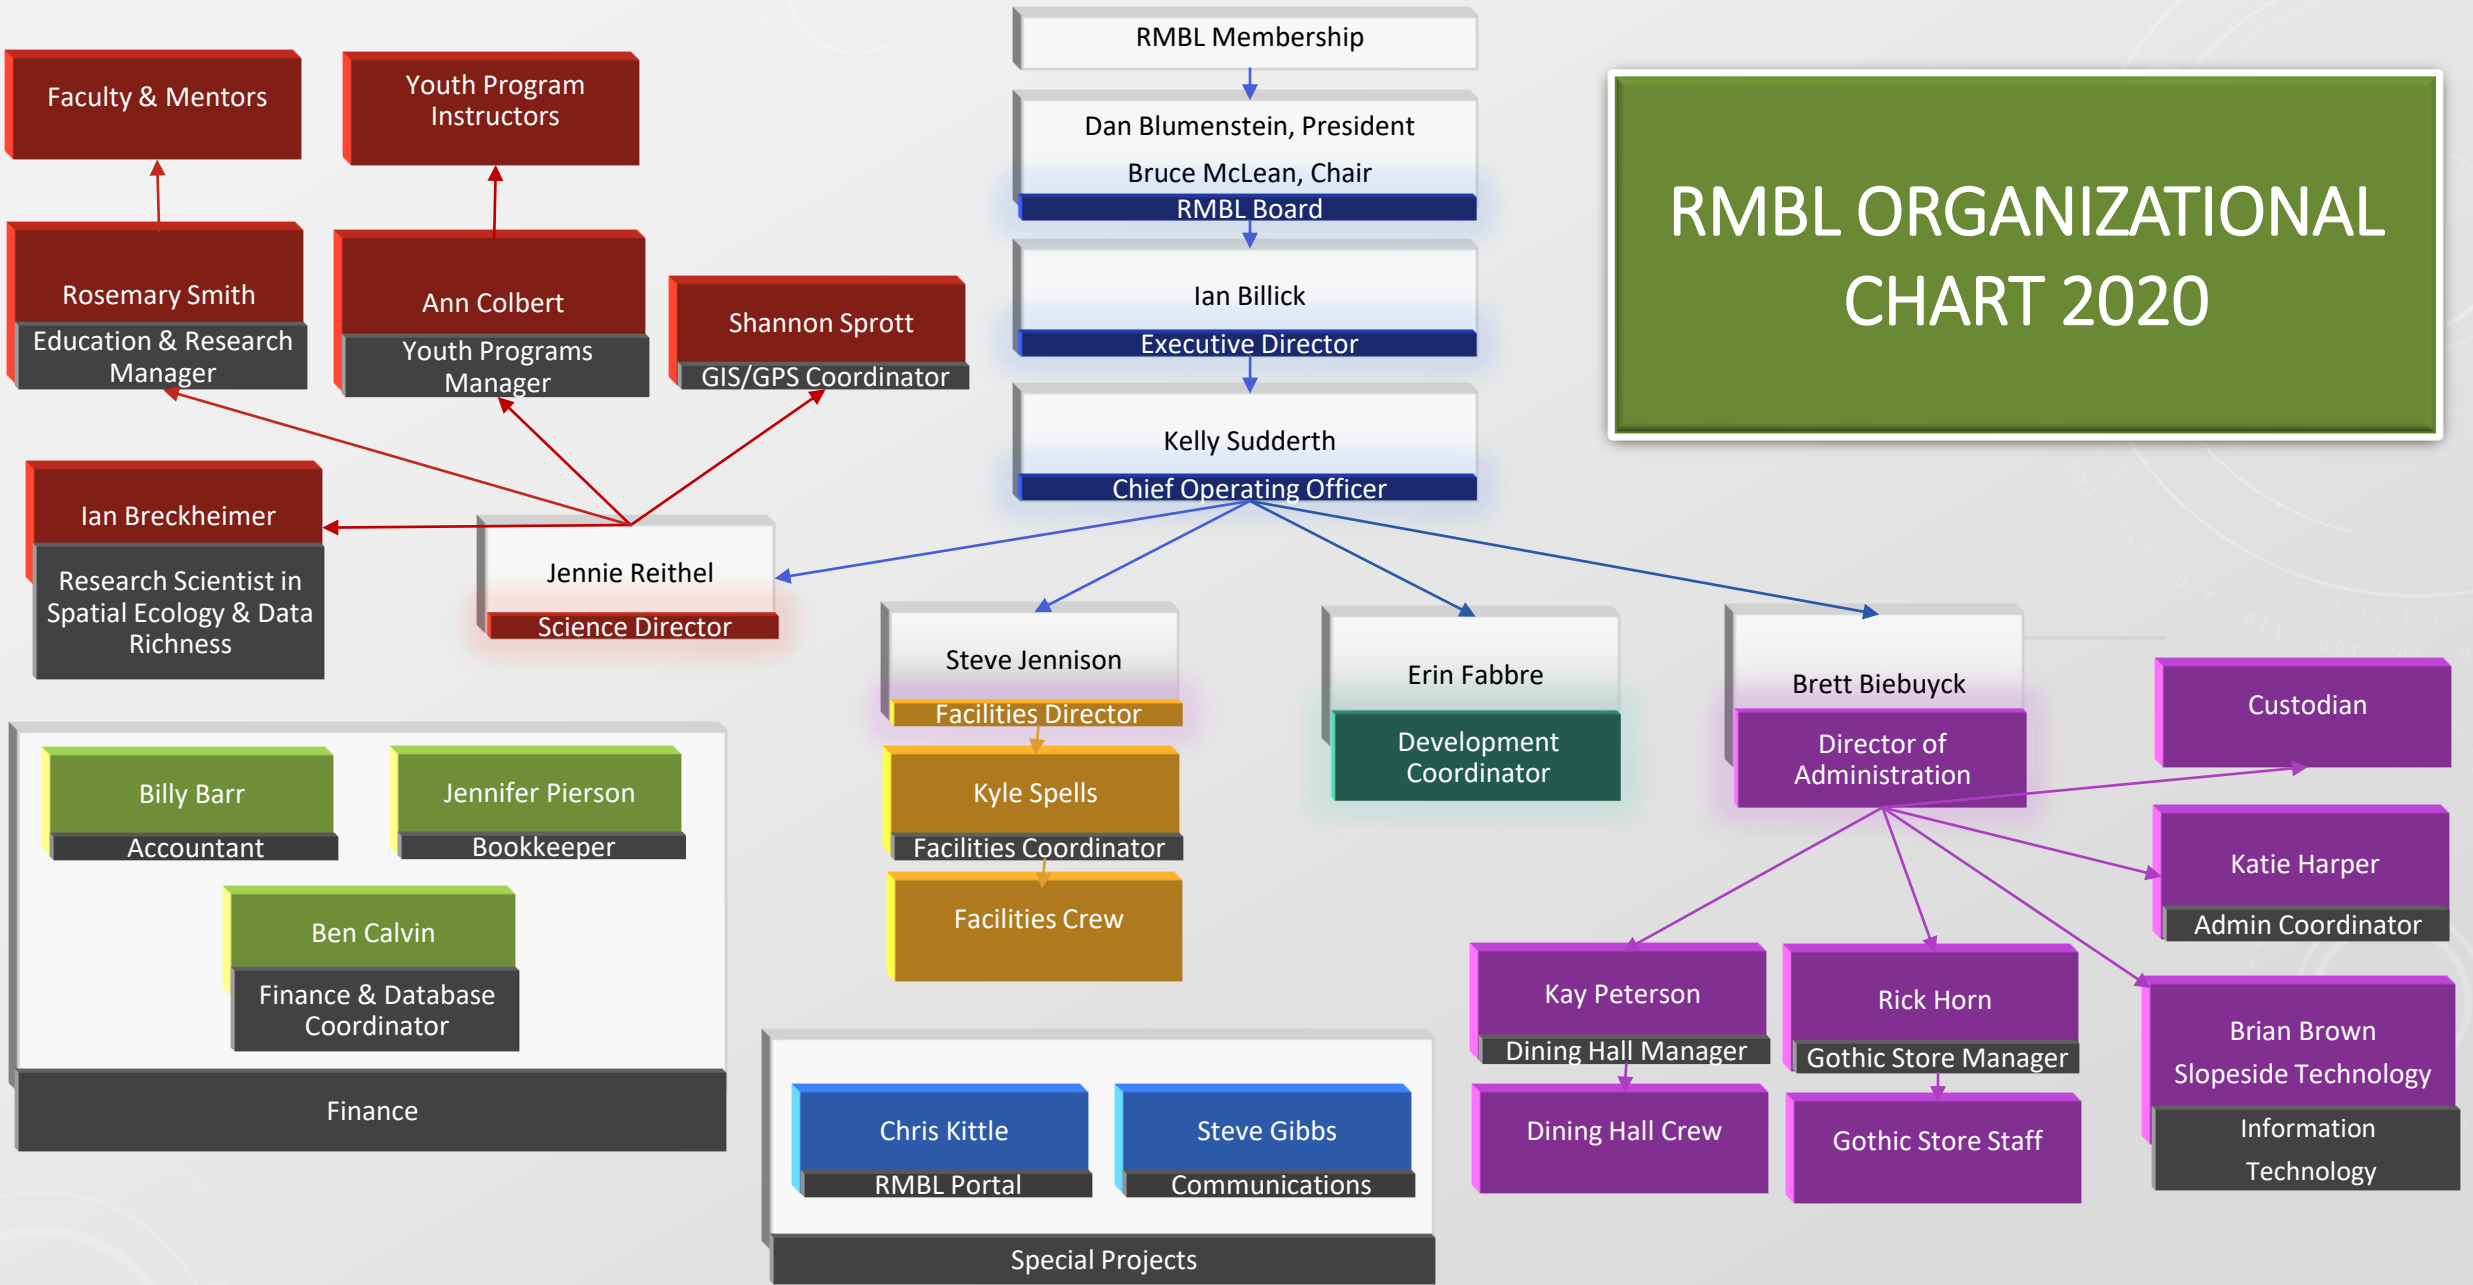 RMBL Membership
Dan Blumenstein, President
Bruce McLean, Chair
RMBL Board
Ian Billick
Executive Director
Kelly Sudderth
Chief Operating Officer
RMBL ORGANIZATIONAL
CHART 2020
Faculty & Mentors
Youth Program
Instructors
Rosemary Smith
Education & Research
Manager
Ann Colbert
Youth Programs
Manager
Shannon Sprott
GIS/GPS Coordinator
Ian Breckheimer
Research Scientist in
Spatial Ecology & Data
Richness
Jennie Reithel
Science Director
Steve Jennison
Facilities Director
Kyle Spells
Facilities Coordinator
Facilities Crew
Erin Fabbre
Development
Coordinator
Brett Biebuyck
Director of
Administration
Custodian
Katie Harper
Admin Coordinator
Kay Peterson
Dining Hall Manager
Dining Hall Crew
Rick Horn
Gothic Store Manager
Gothic Store Staff
Brian Brown
Slopeside Technology
Information
Technology
Billy Barr
Accountant
Jennifer Pierson
Bookkeeper
Ben Calvin
Finance & Database
Coordinator
Finance
Chris Kittle
RMBL Portal
Steve Gibbs
Communications
Special Projects